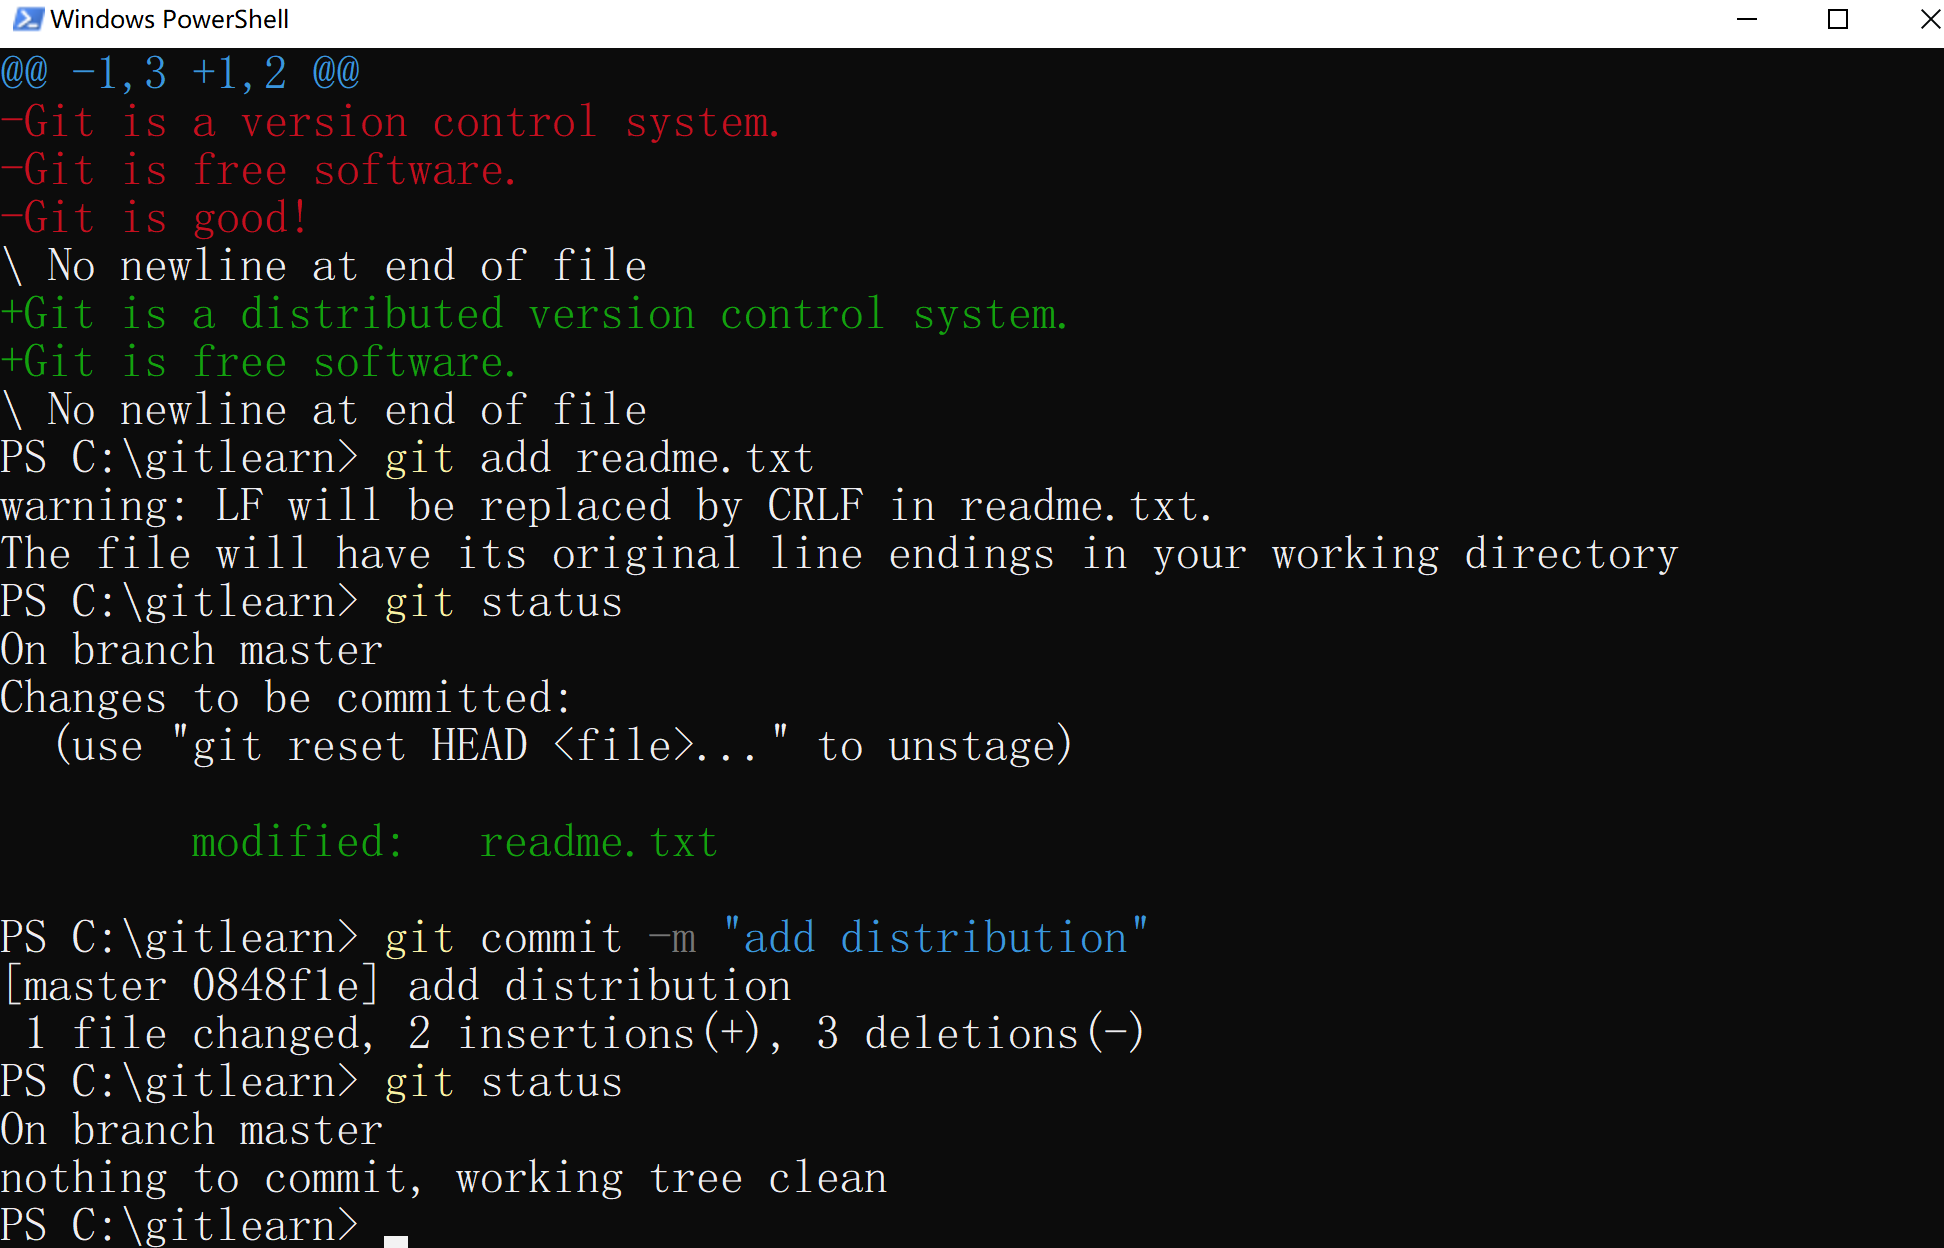 Windows PowerShell
@@ -1,3 +1,2 @@
-Git is a version control system.
-Git is free software.
-Git is good!
\ No newline at end of file
+Git is a distributed version control system.
+Git is free software.
\ No newline at end of file
PS C:\gitlearn> git add readme.txt
warning: LF will be replaced by CRLF in readme.txt.
The file will have its original line endings in your working directory
PS C:\gitlearn> git status
On branch master
Changes to be committed:
  (use "git reset HEAD <file>..." to unstage)
        modified:   readme.txt
PS C:\gitlearn> git commit -m "add distribution"
[master 0848f1e] add distribution
 1 file changed, 2 insertions(+), 3 deletions(-)
PS C:\gitlearn> git status
On branch master
nothing to commit, working tree clean
PS C:\gitlearn>